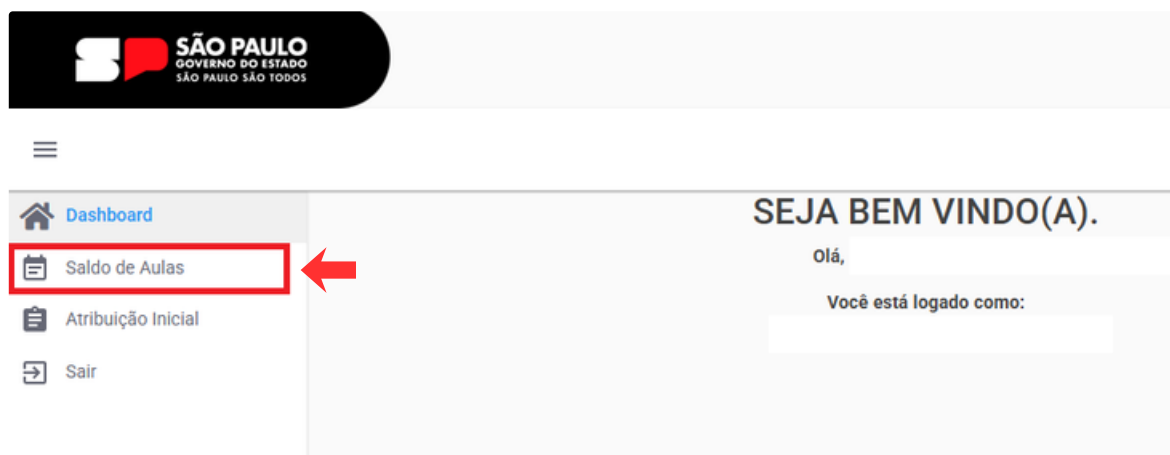 SÃO PAULO
GOVERNO DO ESTADO
SÃO PAULO SÃO TODOS
Dashboard
Saldo de Aulas
Atribuição Inicial
Sair
SEJA BEM VINDO(A).
Olá,
Você está logado como: